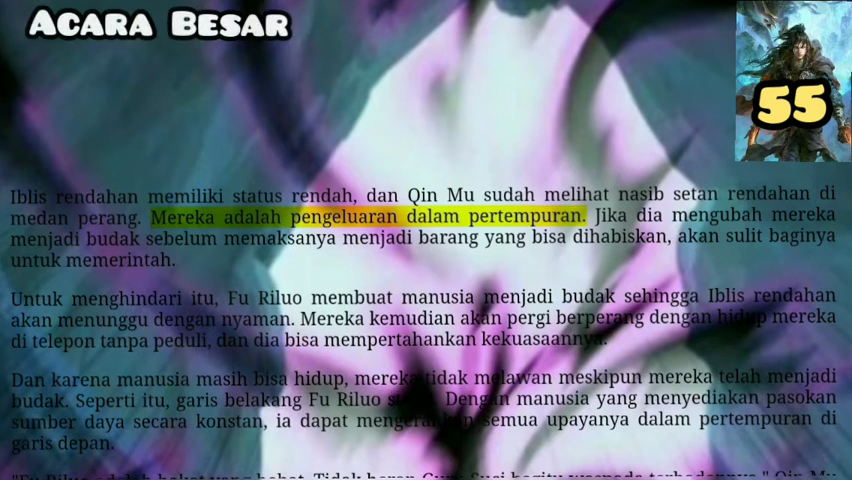 Acara Besar
55
Iblis rendahan memiliki status rendah, dan Qin Mu sudah melihat nasib setan rendahan di
medan perang. Mereka adalah pengeluaran dalam pertempuran. Jika dia mengubah mereka
menjadi budak sebelum memaksanya menjadi barang yang bisa dihabiskan, akan sulit baginya
untuk memerintah.
Untuk menghindari itu, Fu Riluo membuat manusia menjadi budak sehingga Iblis rendahan
akan menunggu dengan nyaman. Mereka kemudian akan pergi berperang dengan hidup mereka
di telepon tanpa peduli, dan dia bisa mempertahankan kekuasaannya.
Dan karena manusia masih bisa hidup, mereka tidak melawan meskipun mereka telah menjadi
budak. Seperti itu, garis belakang Fu Riluo Dengan manusia yang menyediakan pasokan
sumber daya secara konstan, ia dapat mengerahkan semua upayanya dalam pertempuran di
garis depan.